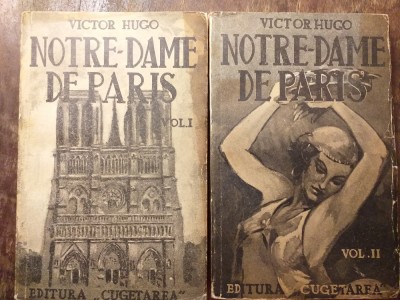 VICTOR HUGO
NOTRE-DAME
DE PARIS
VOL. I
EDITURA „CUGETAREA"
VICTOR HUGO
NOTRE-DAME
DE PARIS
VOL. II
EDITURA „CUGETAREA"